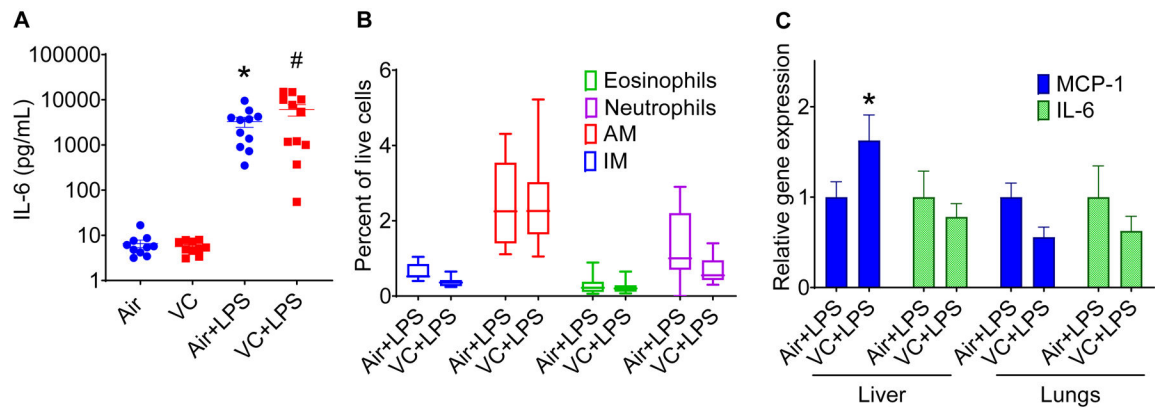 A
IL-6 (pg/mL)
100000
10000
1000
100
10
1
*
#
Air
VC
Air+LPS
VC+LPS
B
Percent of live cells
6
4
2
0
Eosinophils
Neutrophils
AM
IM
Air+LPS
VC+LPS
Air+LPS
VC+LPS
Air+LPS
VC+LPS
Air+LPS
VC+LPS
C
Relative gene expression
2
1
0
*
MCP-1
IL-6
Air+LPS
VC+LPS
Air+LPS
VC+LPS
Air+LPS
VC+LPS
Air+LPS
VC+LPS
Liver
Lungs